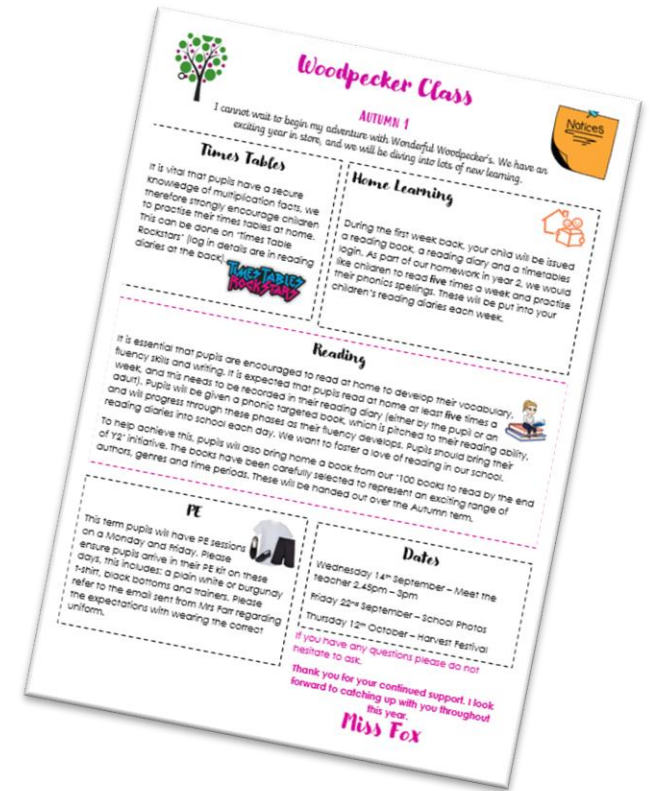 Woodpecker Class
AUTUMN 1
I cannot wait to begin my adventure with Wonderful Woodpecker's. We have an
exciting year in store, and we will be diving into lots of new learning.
Notices
Times Tables
It is vital that pupils have a secure
knowledge of multiplication facts, we
therefore strongly encourage children
to practise their times tables at home.
This can be done on 'Times Table
Rockstars' (log in details are in reading
diaries at the back)
TIMES TABLES
ROCK STARS
Home Learning
During the first week back, your child will be issued
a reading book, a reading diary and a timetables
login. As part of our homework in year 2, we would
like children to read five times a week and practise
their phonics spellings. These will be put into your
children's reading diaries each week.
Reading
It is essential that pupils are encouraged to read at home to develop their vocabulary,
fluency skills and writing. It is expected that pupils read at home at least five times a
week, and this needs to be recorded in their reading diary (either by the pupil or an
adult). Pupils will be given a phonic targeted book, which is pitched to their reading ability,
and will progress through these phases as their fluency develops. Pupils should bring their
reading diaries into school each day. We want to foster a love of reading in our school.
To help achieve this, pupils will also bring home a book from our '100 books to read by the end
of Y2' initiative. The books have been carefully selected to represent an exciting range of
authors, genres and time periods. These will be handed out over the Autumn term.
PE
This term pupils will have PE sessions
on a Monday and Friday. Please
ensure pupils arrive in their PE kit on these
days, this includes; a plain white or burgundy
t-shirt, black bottoms and trainers. Please
refer to the email sent from Mrs Farr regarding
the expectations with wearing the correct
uniform.
Dates
Wednesday 14th September – Meet the
teacher 2.45pm – 3pm
Friday 22nd September – School Photos
Thursday 12th October – Harvest Festival
If you have any questions please do not
hesitate to ask.
Thank you for your continued support. I look
forward to catching up with you throughout
this year.
Miss Fox